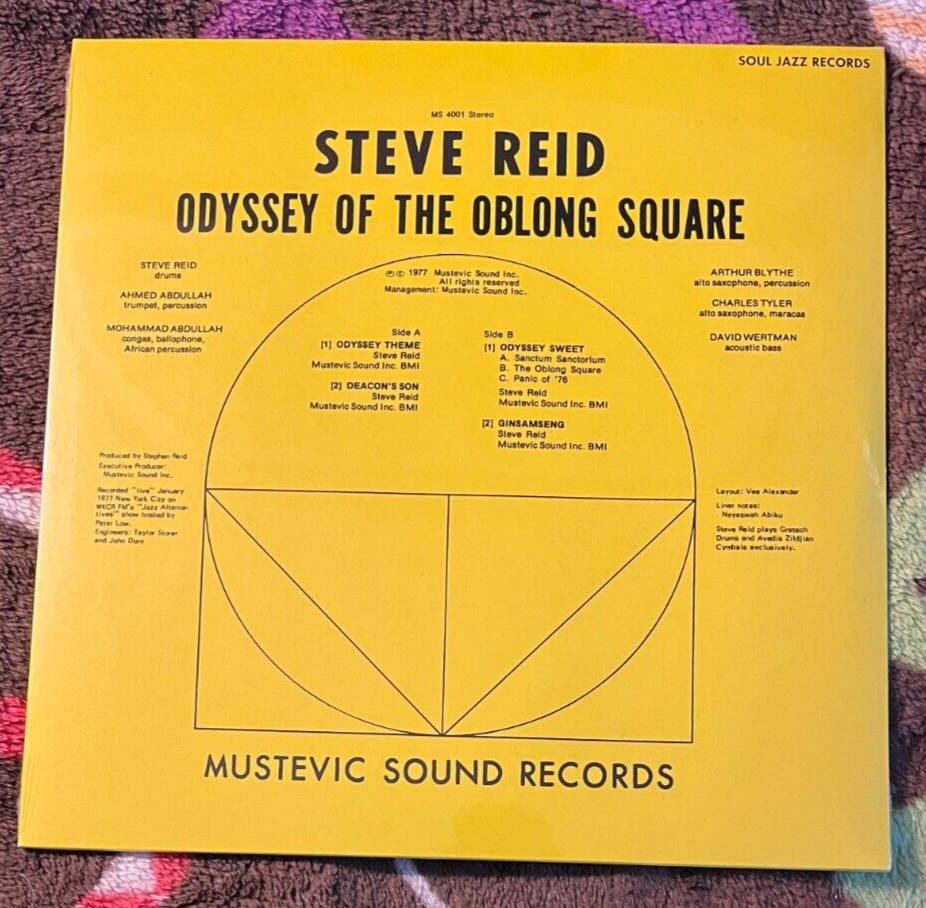 SOUL JAZZ RECORDS
MS 4001 Stereo
STEVE REID
ODYSSEY OF THE OBLONG SQUARE
STEVE REID
drums
AHMED ABDULLAH
trumpet, percussion
MOHAMMAD ABDULLAH
congas, ballophone,
African percussion
℗ © 1977 Mustevic Sound Inc.
All rights reserved
Management: Mustevic Sound Inc.
ARTHUR BLYTHE
alto saxophone, percussion
CHARLES TYLER
alto saxophone, maracas
DAVID WERTMAN
acoustic bass
Side A
[1] ODYSSEY THEME
Steve Reid
Mustevic Sound Inc. BMI
[2] DEACON'S SON
Steve Reid
Mustevic Sound Inc. BMI
Side B
[1] ODYSSEY SWEET
A. Sanctum Sanctorium
B. The Oblong Square
C. Panic of '76
Steve Reid
Mustevic Sound Inc. BMI
[2] GINSAMSENG
Steve Reid
Mustevic Sound Inc. BMI
Produced by Stephen Reid
Executive Producer:
Mustevic Sound Inc.
Recorded "live" January
1977 New York City on
WKCR FM's "Jazz Alterna-
tives" show hosted by
Peter Low.
Engineers: Taylor Storer
and John Dorn
Layout: Vee Alexander
Liner notes:
Neyeswah Abiku
Steve Reid plays Gretsch
Drums and Avedis Zildjian
Cymbals exclusively.
MUSTEVIC SOUND RECORDS